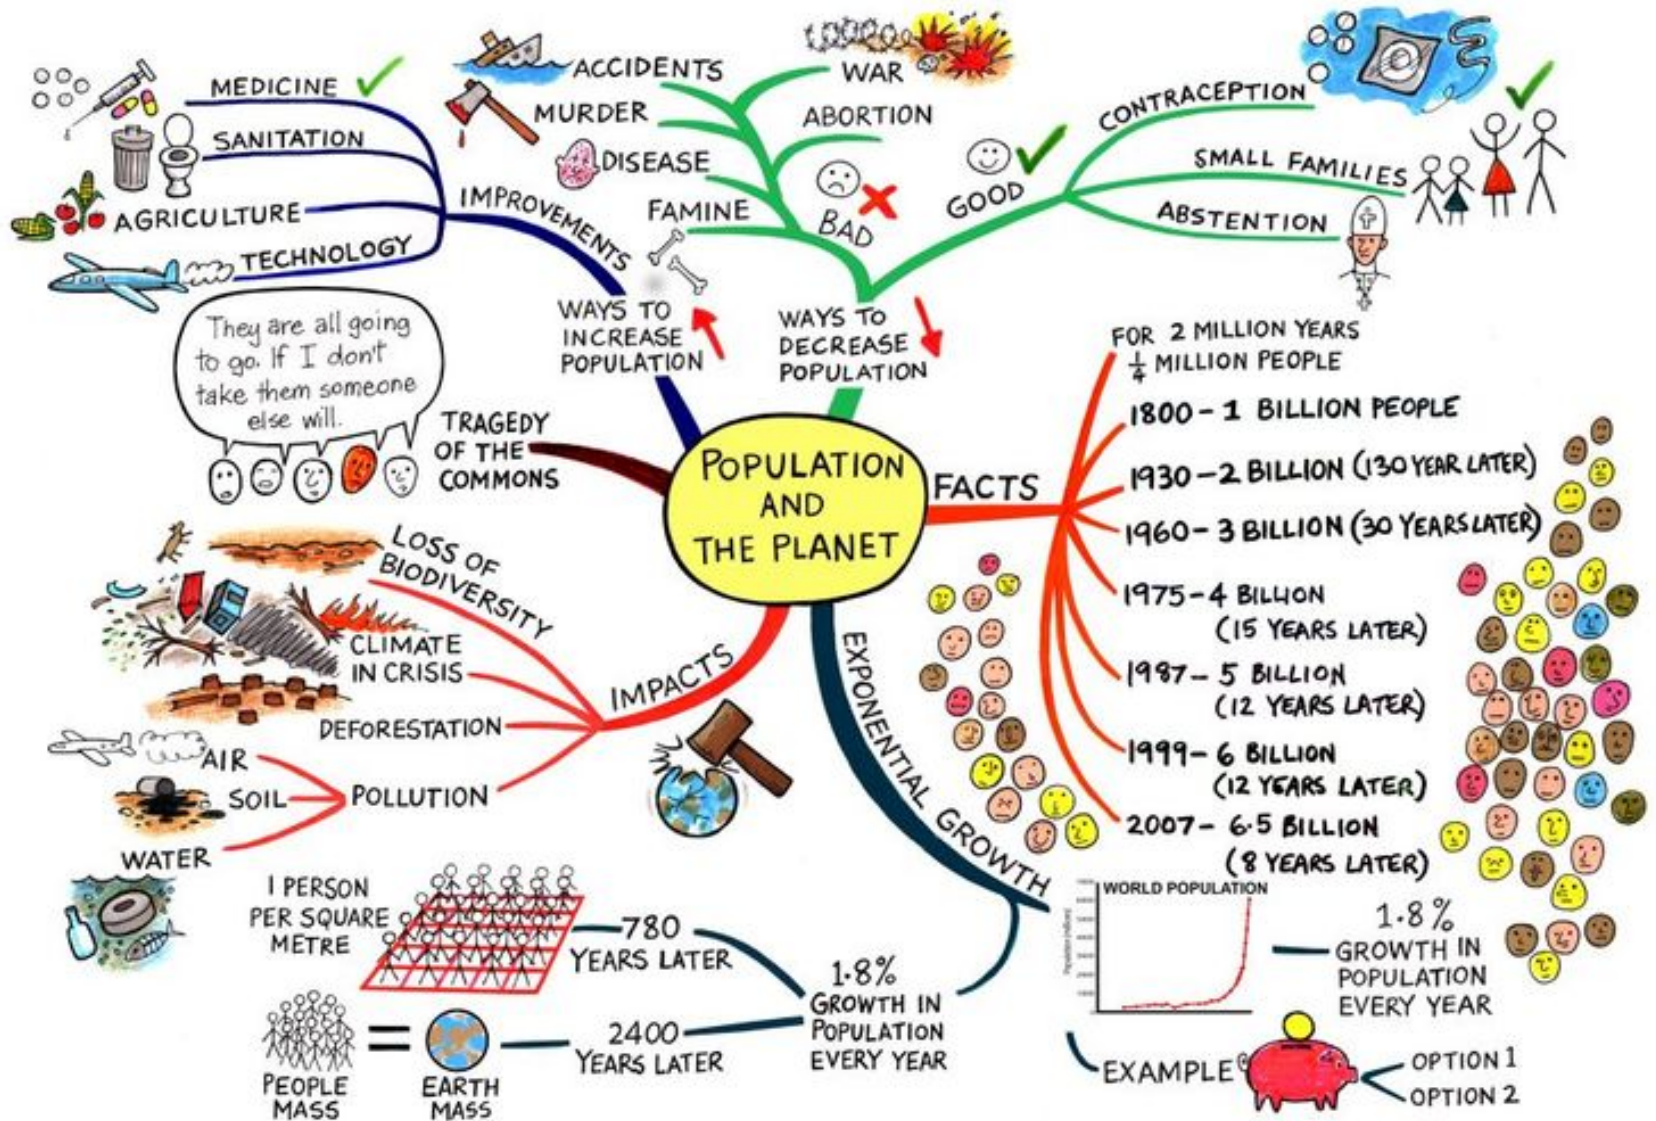 POPULATION
AND
THE PLANET
WAYS TO
INCREASE
POPULATION
IMPROVEMENTS
MEDICINE
SANITATION
AGRICULTURE
TECHNOLOGY
WAYS TO
DECREASE
POPULATION
BAD
ACCIDENTS
MURDER
DISEASE
FAMINE
WAR
ABORTION
GOOD
CONTRACEPTION
SMALL FAMILIES
ABSTENTION
FACTS
FOR 2 MILLION YEARS
1/4 MILLION PEOPLE
1800 - 1 BILLION PEOPLE
1930 - 2 BILLION (130 YEAR LATER)
1960 - 3 BILLION (30 YEARS LATER)
1975 - 4 BILLION
(15 YEARS LATER)
1987 - 5 BILLION
(12 YEARS LATER)
1999 - 6 BILLION
(12 YEARS LATER)
2007 - 6.5 BILLION
(8 YEARS LATER)
EXPONENTIAL GROWTH
WORLD POPULATION
1.8%
GROWTH IN
POPULATION
EVERY YEAR
EXAMPLE
OPTION 1
OPTION 2
1.8%
GROWTH IN
POPULATION
EVERY YEAR
780
YEARS LATER
1 PERSON
PER SQUARE
METRE
2400
YEARS LATER
PEOPLE
MASS
=
EARTH
MASS
IMPACTS
LOSS OF
BIODIVERSITY
CLIMATE
IN CRISIS
DEFORESTATION
POLLUTION
AIR
SOIL
WATER
TRAGEDY
OF THE
COMMONS
They are all going
to go. If I don't
take them someone
else will.